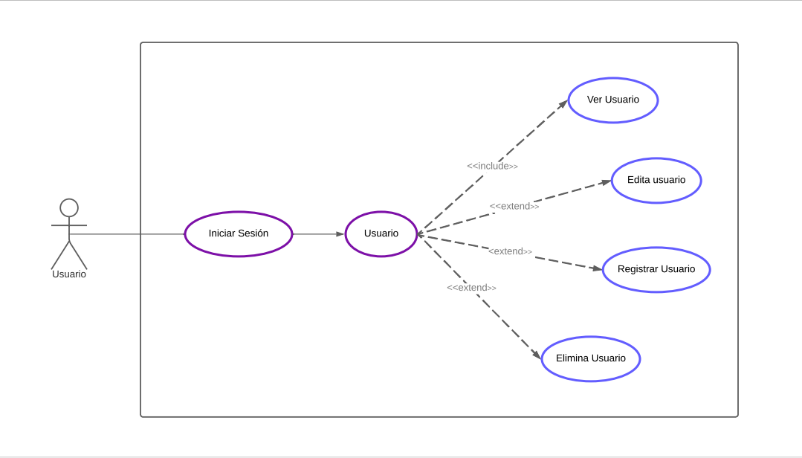 Ver Usuario
<<include>>
Edita usuario
<<extend>>
Iniciar Sesión
Usuario
<<extend>>
Registrar Usuario
Usuario
<<extend>>
Elimina Usuario